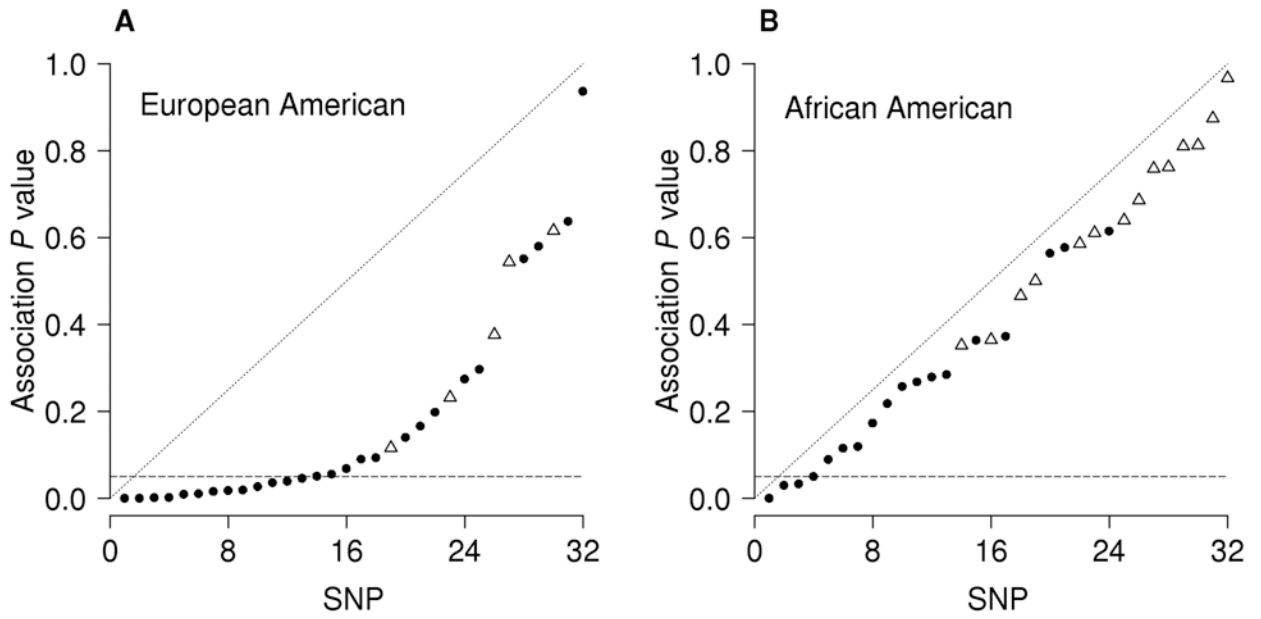 A
1.0
0.8
0.6
0.4
0.2
0.0
Association P value
European American
0 8 16 24 32
SNP
B
1.0
0.8
0.6
0.4
0.2
0.0
Association P value
African American
0 8 16 24 32
SNP